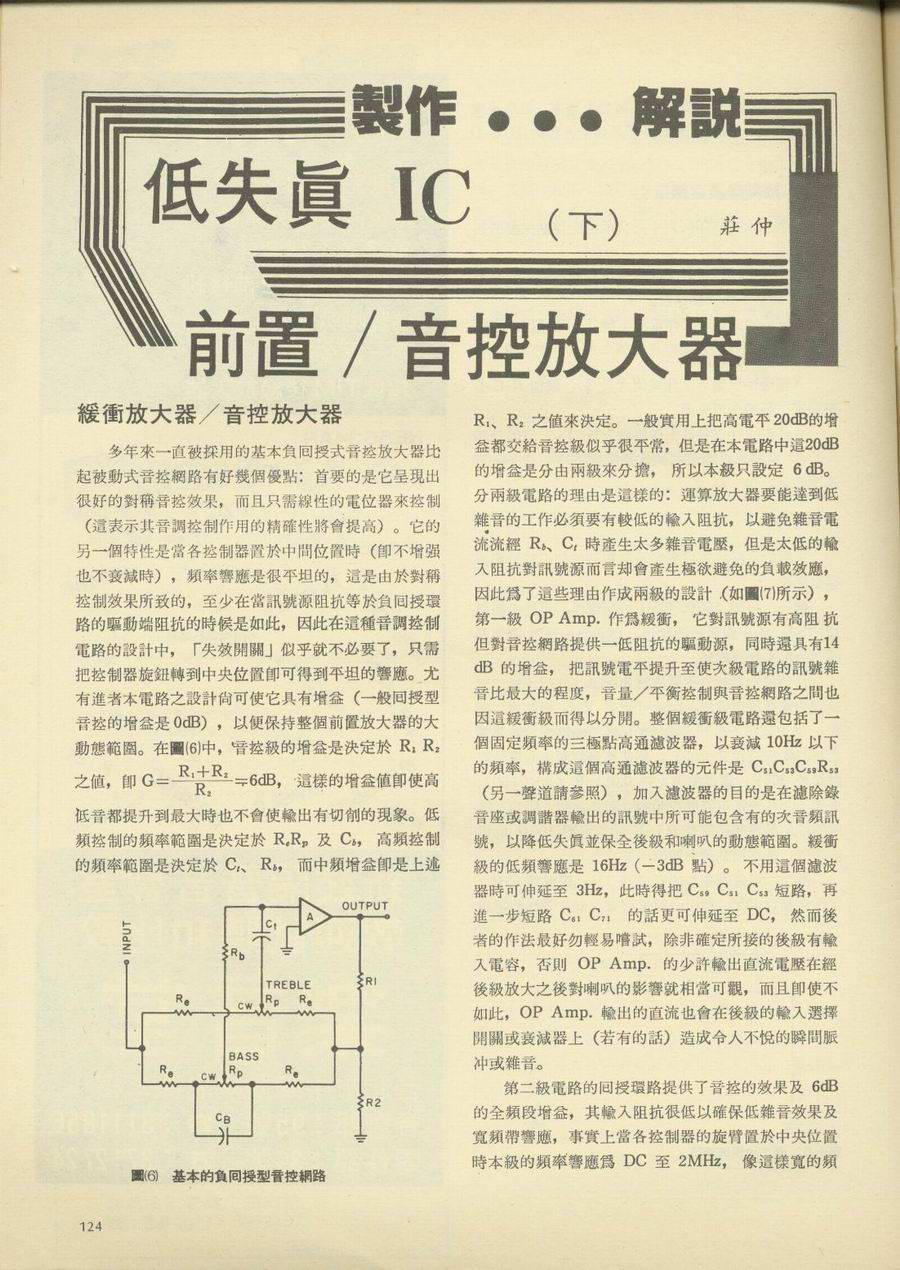 製作 ••• 解説
低失眞 IC
(下)
莊仲
前置／音控放大器
緩衝放大器／音控放大器
多年來一直被採用的基本負回授式音控放大器比
起被動式音控網路有好幾個優點：首要的是它呈現出
很好的對稱音控效果，而且只需線性的電位器來控制
（這表示其音調控制作用的精確性將會提高）。它的
另一個特性是當各控制器置於中間位置時（卽不增强
也不衰減時），頻率響應是很平坦的，這是由於對稱
控制效果所致的，至少在當訊號源阻抗等於負回授環
路的驅動端阻抗的時候是如此，因此在這種音調控制
電路的設計中，「失效開關」似乎就不必要了，只需
把控制器旋鈕轉到中央位置卽可得到平坦的響應。尤
有進者本電路之設計尙可使它具有增益（一般回授型
音控的增益是0dB），以便保持整個前置放大器的大
動態範圍。在圖(6)中，音控級的增益是決定於 R₁ R₂
之值，卽 G=(R₁+R₂)/R₂≒6dB，這樣的增益値卽使高
低音都提升到最大時也不會使輸出有切削的現象。低
頻控制的頻率範圍是決定於 RₑRₚ 及 C_b，高頻控制
的頻率範圍是決定於 Cₜ、R_b，而中頻增益卽是上述
INPUT
OUTPUT
A
Ct
Rb
TREBLE
R1
Re
CW
Rp
Re
BASS
Re
CW
Rp
Re
CB
R2
圖(6) 基本的負回授型音控網路
124
R₁、R₂ 之値來決定。一般實用上把高電平20dB的增
益都交給音控級似乎很平常，但是在本電路中這20dB
的增益是分由兩級來分擔，所以本級只設定 6 dB。
分兩級電路的理由是這樣的：運算放大器要能達到低
雜音的工作必須要有較低的輸入阻抗，以避免雜音電
流流經 R_b、Cₜ 時產生太多雜音電壓，但是太低的輸
入阻抗對訊號源而言却會產生極欲避免的負載效應，
因此爲了這些理由作成兩級的設計（如圖(7)所示），
第一級 OP Amp. 作爲緩衝，它對訊號源有高阻抗
但對音控網路提供一低阻抗的驅動源，同時還具有14
dB 的增益，把訊號電平提升至使次級電路的訊號雜
音比最大的程度，音量／平衡控制與音控網路之間也
因這緩衝級而得以分開。整個緩衝級電路還包括了一
個固定頻率的三極點高通濾波器，以衰減 10Hz 以下
的頻率，構成這個高通濾波器的元件是 C₅₁C₅₃C₅₉R₅₃
（另一聲道請參照），加入濾波器的目的是在濾除錄
音座或調諧器輸出的訊號中所可能包含有的次音頻訊
號，以降低失眞並保全後級和喇叭的動態範圍。緩衝
級的低頻響應是 16Hz（－3dB 點）。不用這個濾波
器時可伸延至 3Hz，此時得把 C₅₉ C₅₁ C₅₃ 短路，再
進一步短路 C₆₁ C₇₁ 的話更可伸延至 DC，然而後
者的作法最好勿輕易嚐試，除非確定所接的後級有輸
入電容，否則 OP Amp. 的少許輸出直流電壓在經
後級放大之後對喇叭的影響就相當可觀，而且卽使不
如此，OP Amp. 輸出的直流也會在後級的輸入選擇
開關或衰減器上（若有的話）造成令人不悅的瞬間脈
冲或雜音。
第二級電路的回授環路提供了音控的效果及 6dB
的全頻段增益，其輸入阻抗很低以確保低雜音效果及
寬頻帶響應，事實上當各控制器的旋臂置於中央位置
時本級的頻率響應爲 DC 至 2MHz，像這樣寬的頻